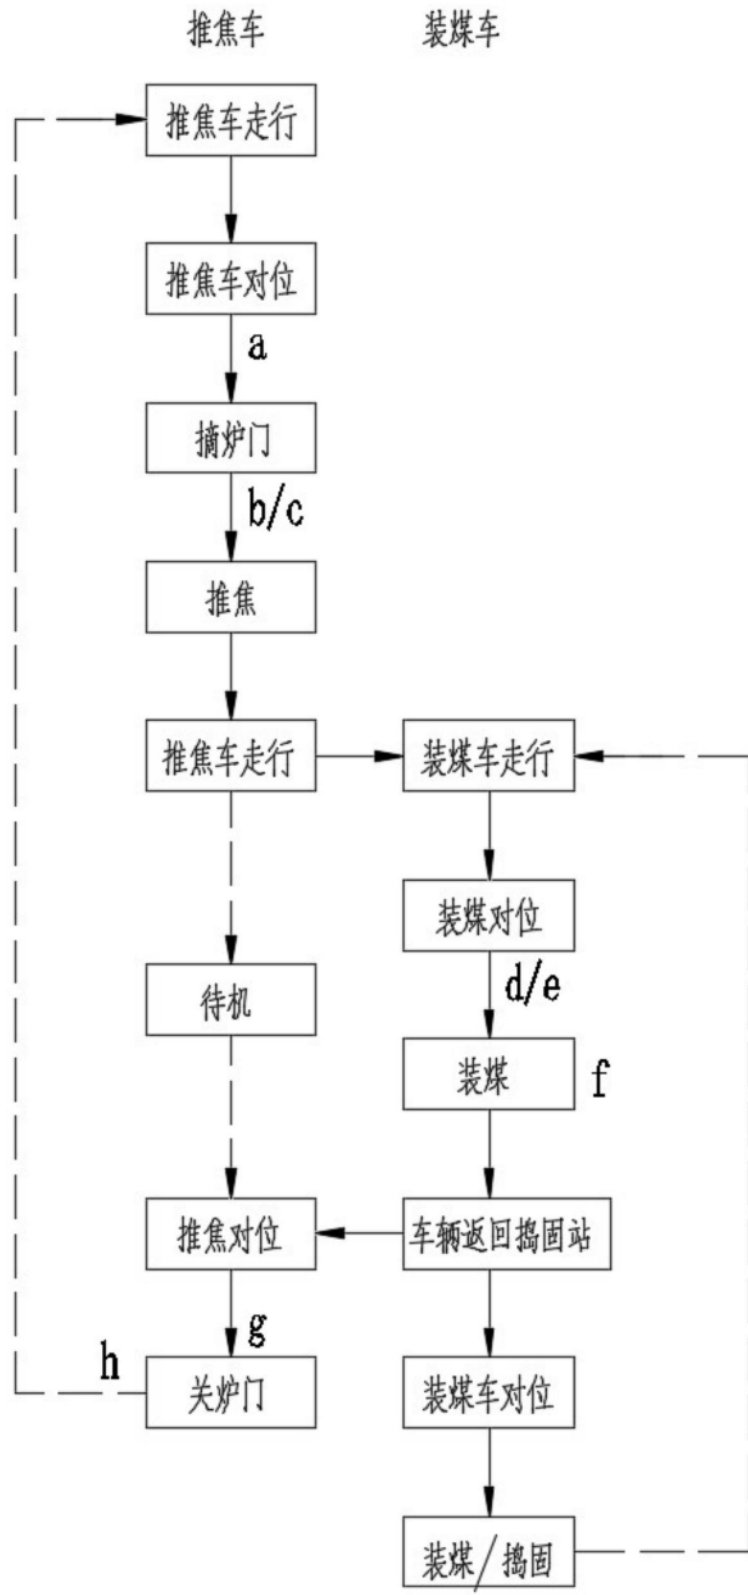 推焦车 装煤车
推焦车走行
推焦车对位
a
摘炉门
b/c
推焦
推焦车走行 装煤车走行
装煤对位
d/e
待机
装煤 f
推焦对位 车辆返回捣固站
g
h
关炉门 装煤车对位
装煤/捣固